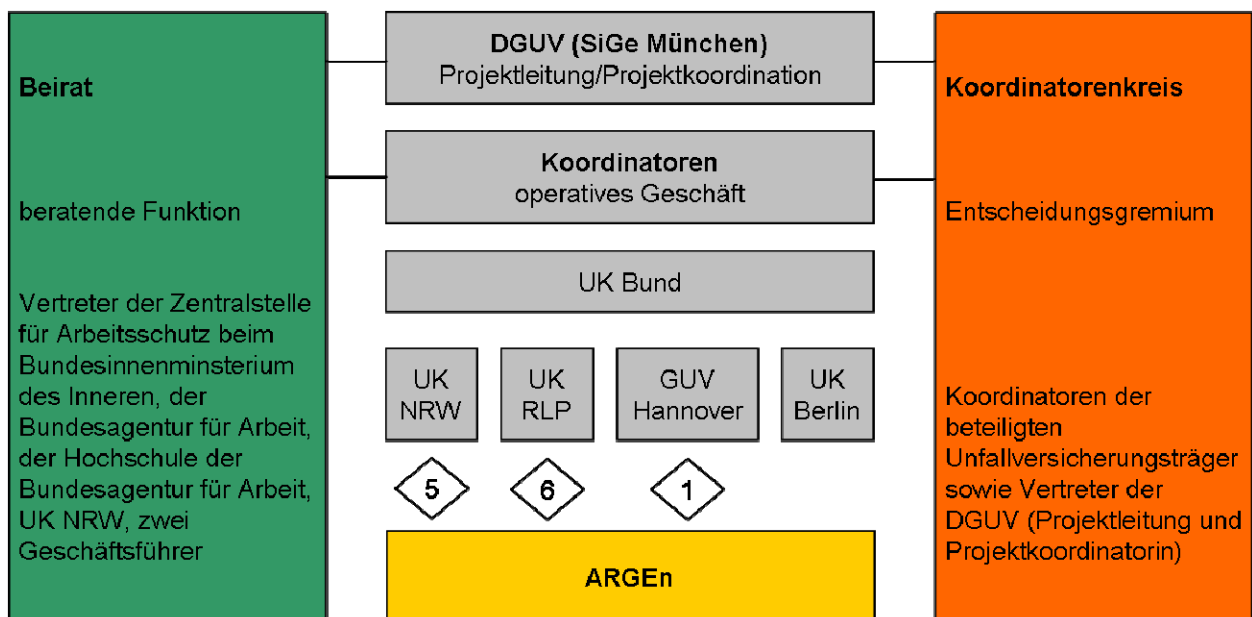 Beirat
beratende Funktion
Vertreter der Zentralstelle
für Arbeitsschutz beim
Bundesinnenminsterium
des Inneren, der
Bundesagentur für Arbeit,
der Hochschule der
Bundesagentur für Arbeit,
UK NRW, zwei
Geschäftsführer
DGUV (SiGe München)
Projektleitung/Projektkoordination
Koordinatoren
operatives Geschäft
UK Bund
UK
NRW
UK
RLP
GUV
Hannover
UK
Berlin
5
6
1
ARGEn
Koordinatorenkreis
Entscheidungsgremium
Koordinatoren der
beteiligten
Unfallversicherungsträger
sowie Vertreter der
DGUV (Projektleitung und
Projektkoordinatorin)